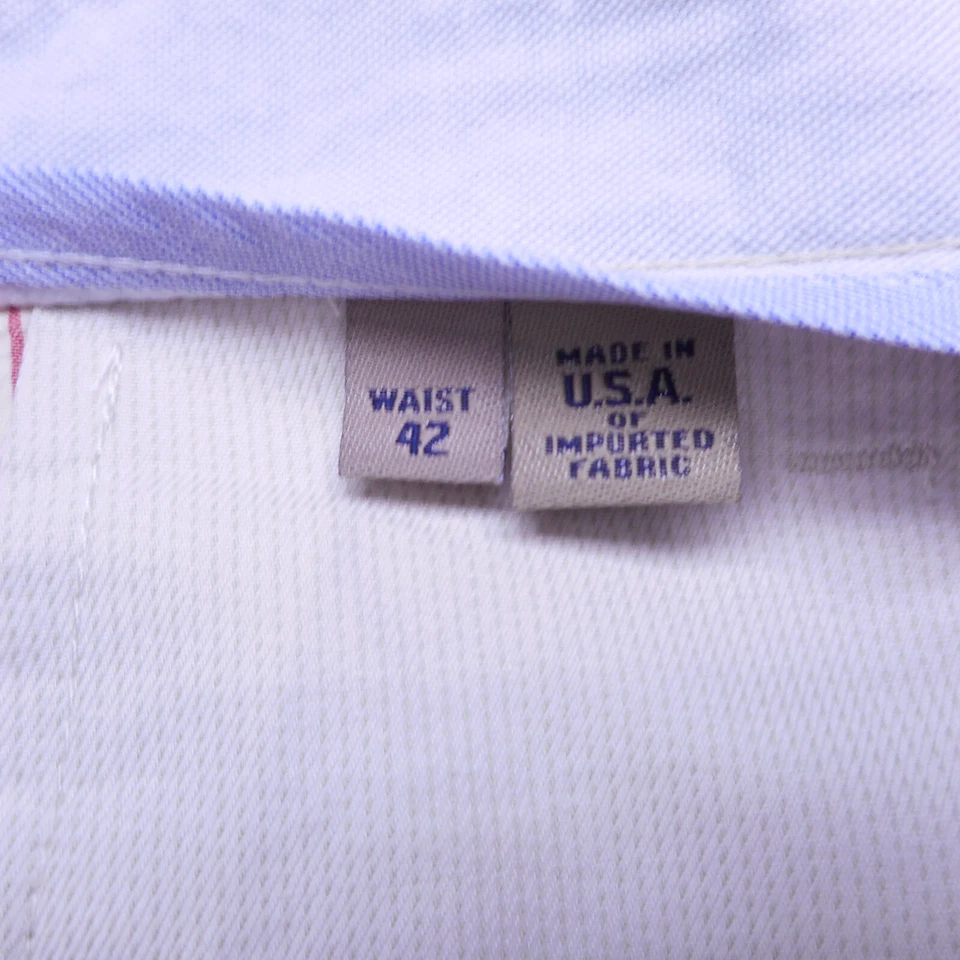 WAIST
42
MADE IN
U.S.A.
OF
IMPORTED
FABRIC